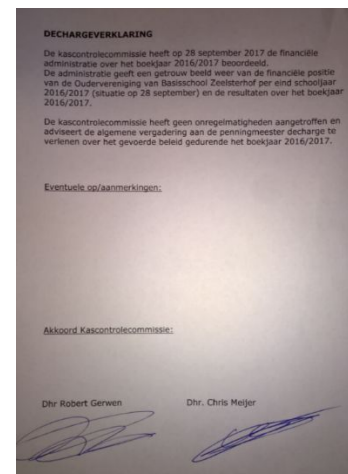 DECHARGEVERKLARING
De kascontrolecommissie heeft op 28 september 2017 de financiële
administratie over het boekjaar 2016/2017 beoordeeld.
De administratie geeft een getrouw beeld weer van de financiële positie
van de Oudervereniging van Basisschool Zeelsterhof per eind schooljaar
2016/2017 (situatie op 28 september) en de resultaten over het boekjaar
2016/2017.
De kascontrolecommissie heeft geen onregelmatigheden aangetroffen en
adviseert de algemene vergadering aan de penningmeester decharge te
verlenen over het gevoerde beleid gedurende het boekjaar 2016/2017.
Eventuele op/aanmerkingen:
Akkoord Kascontrolecommissie:
Dhr Robert Gerwen Dhr. Chris Meijer